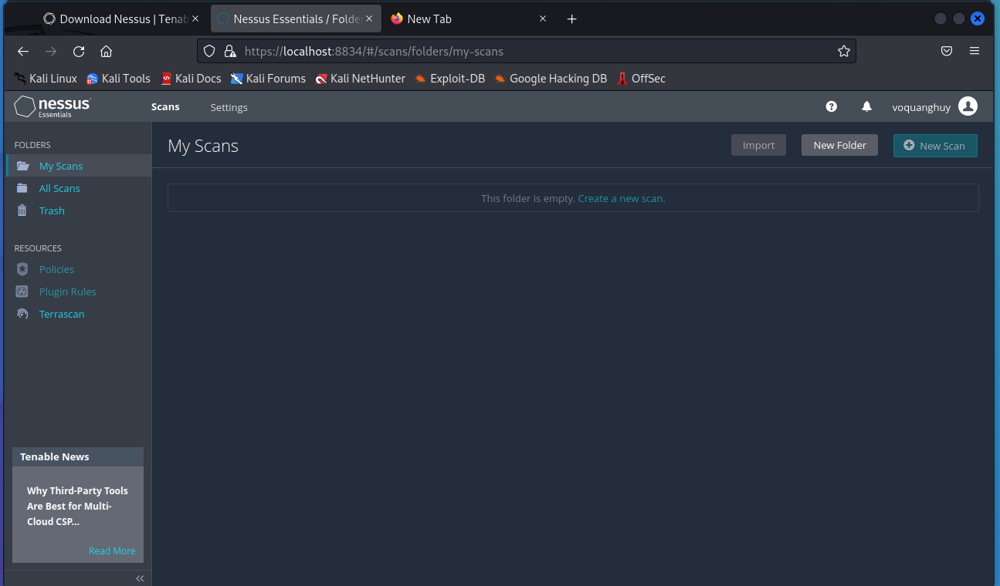 Download Nessus | Tenab
Nessus Essentials / Folde
New Tab
https://localhost:8834/#/scans/folders/my-scans
Kali Linux Kali Tools Kali Docs Kali Forums Kali NetHunter Exploit-DB Google Hacking DB OffSec
nessus
Essentials
Scans Settings voquanghuy
FOLDERS
My Scans
All Scans
Trash
RESOURCES
Policies
Plugin Rules
Terrascan
My Scans
Import New Folder New Scan
This folder is empty. Create a new scan.
Tenable News
Why Third-Party Tools
Are Best for Multi-
Cloud CSP...
Read More